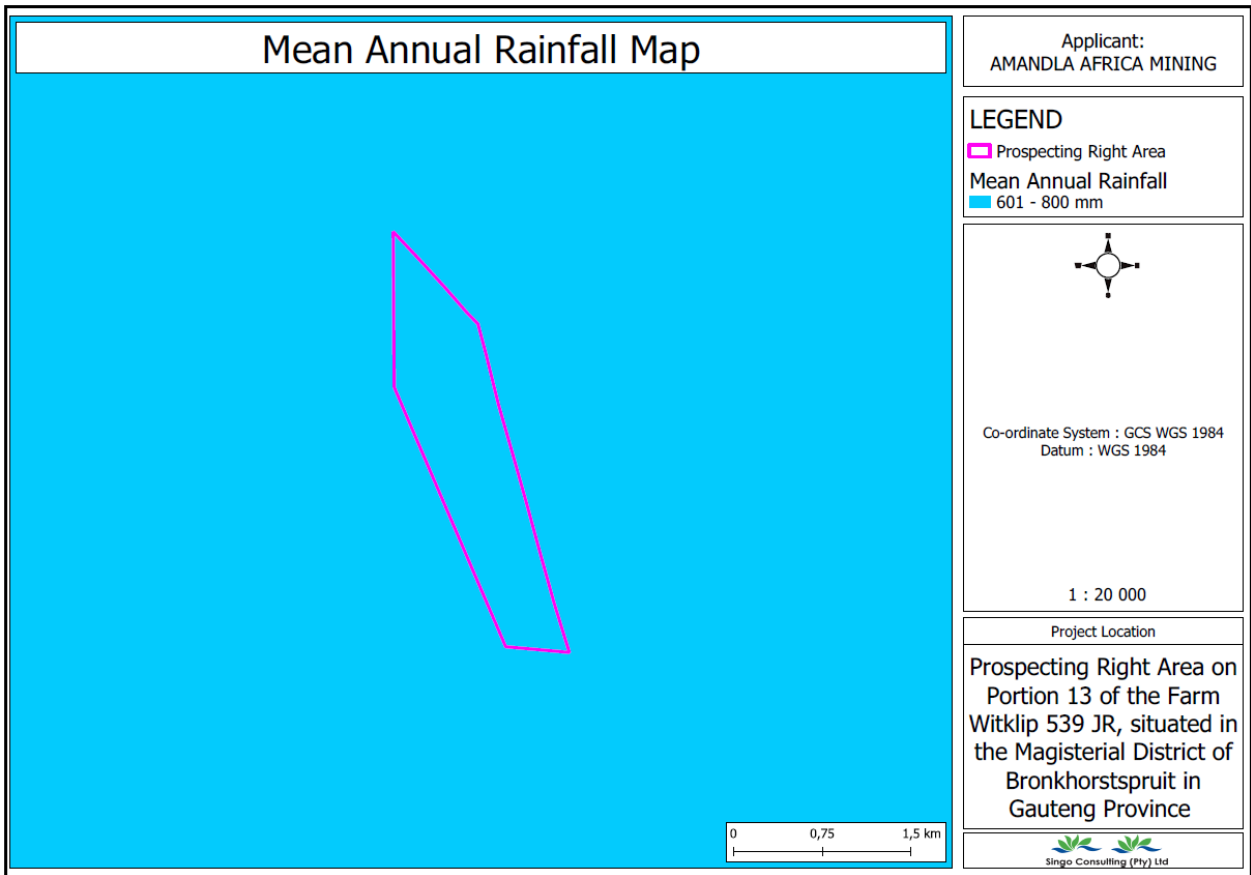 Mean Annual Rainfall Map
Applicant:
AMANDLA AFRICA MINING
LEGEND
Prospecting Right Area
Mean Annual Rainfall
601 - 800 mm
Co-ordinate System : GCS WGS 1984
Datum : WGS 1984
1 : 20 000
Project Location
Prospecting Right Area on
Portion 13 of the Farm
Witklip 539 JR, situated in
the Magisterial District of
Bronkhorstspruit in
Gauteng Province
0 0,75 1,5 km
Singo Consulting (Pty) Ltd